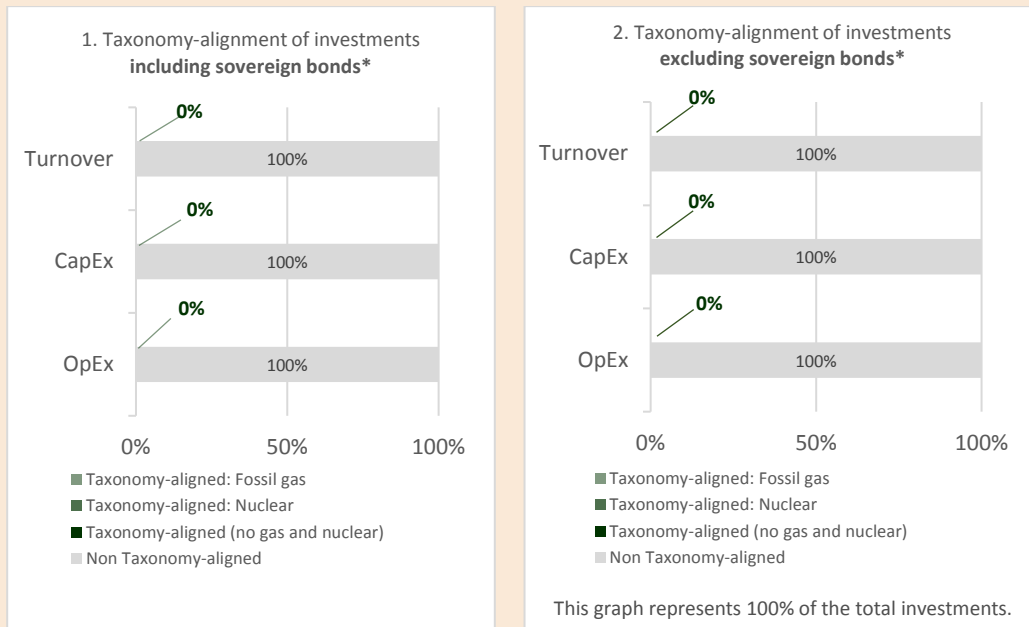 1. Taxonomy-alignment of investments
including sovereign bonds*
0%
Turnover
100%
0%
CapEx
100%
0%
OpEx
100%
0%
50%
100%
Taxonomy-aligned: Fossil gas
Taxonomy-aligned: Nuclear
Taxonomy-aligned (no gas and nuclear)
Non Taxonomy-aligned
2. Taxonomy-alignment of investments
excluding sovereign bonds*
0%
Turnover
100%
0%
CapEx
100%
0%
OpEx
100%
0%
50%
100%
Taxonomy-aligned: Fossil gas
Taxonomy-aligned: Nuclear
Taxonomy-aligned (no gas and nuclear)
Non Taxonomy-aligned
This graph represents 100% of the total investments.